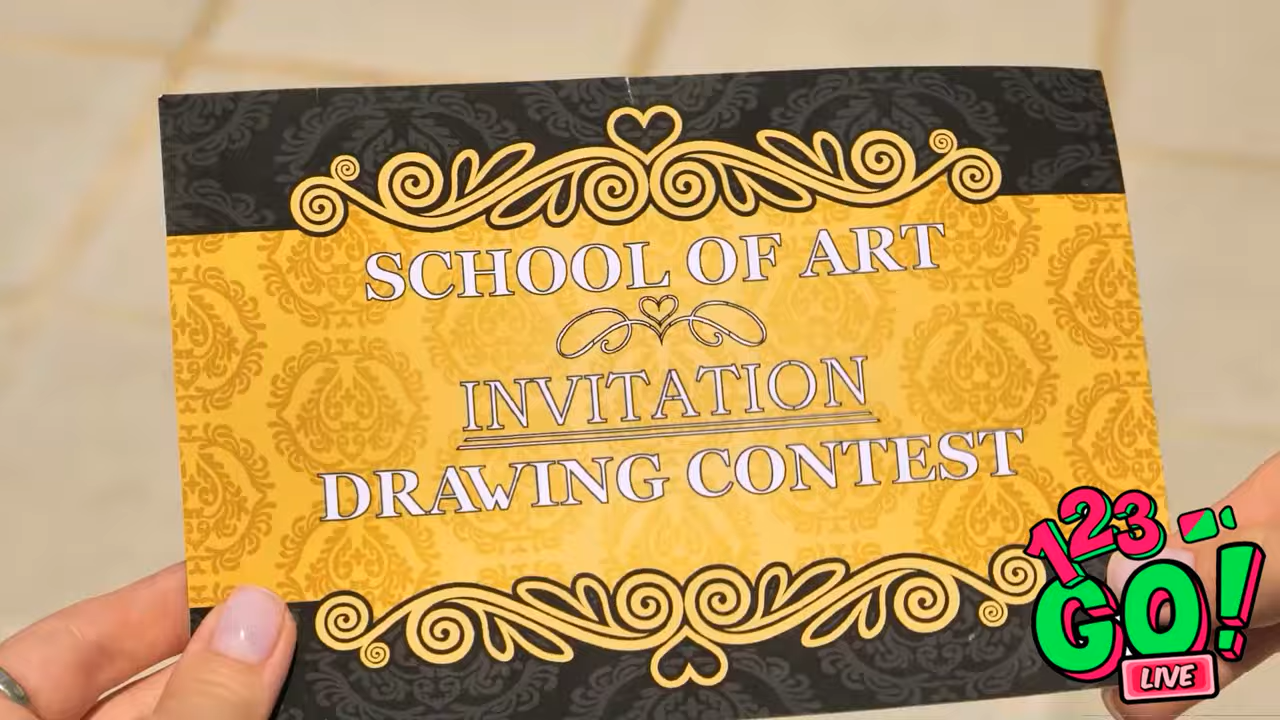 SCHOOL OF ART
INVITATION
DRAWING CONTEST
123
GO!
LIVE